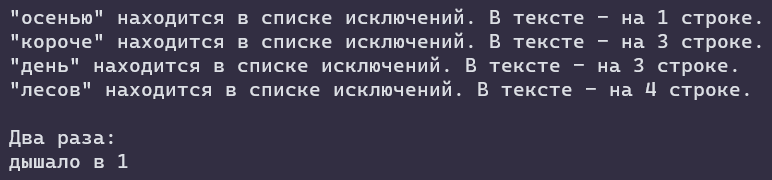 "осенью" находится в списке исключений. В тексте – на 1 строке.
"короче" находится в списке исключений. В тексте – на 3 строке.
"день" находится в списке исключений. В тексте – на 3 строке.
"лесов" находится в списке исключений. В тексте – на 4 строке.
Два раза:
дышало в 1